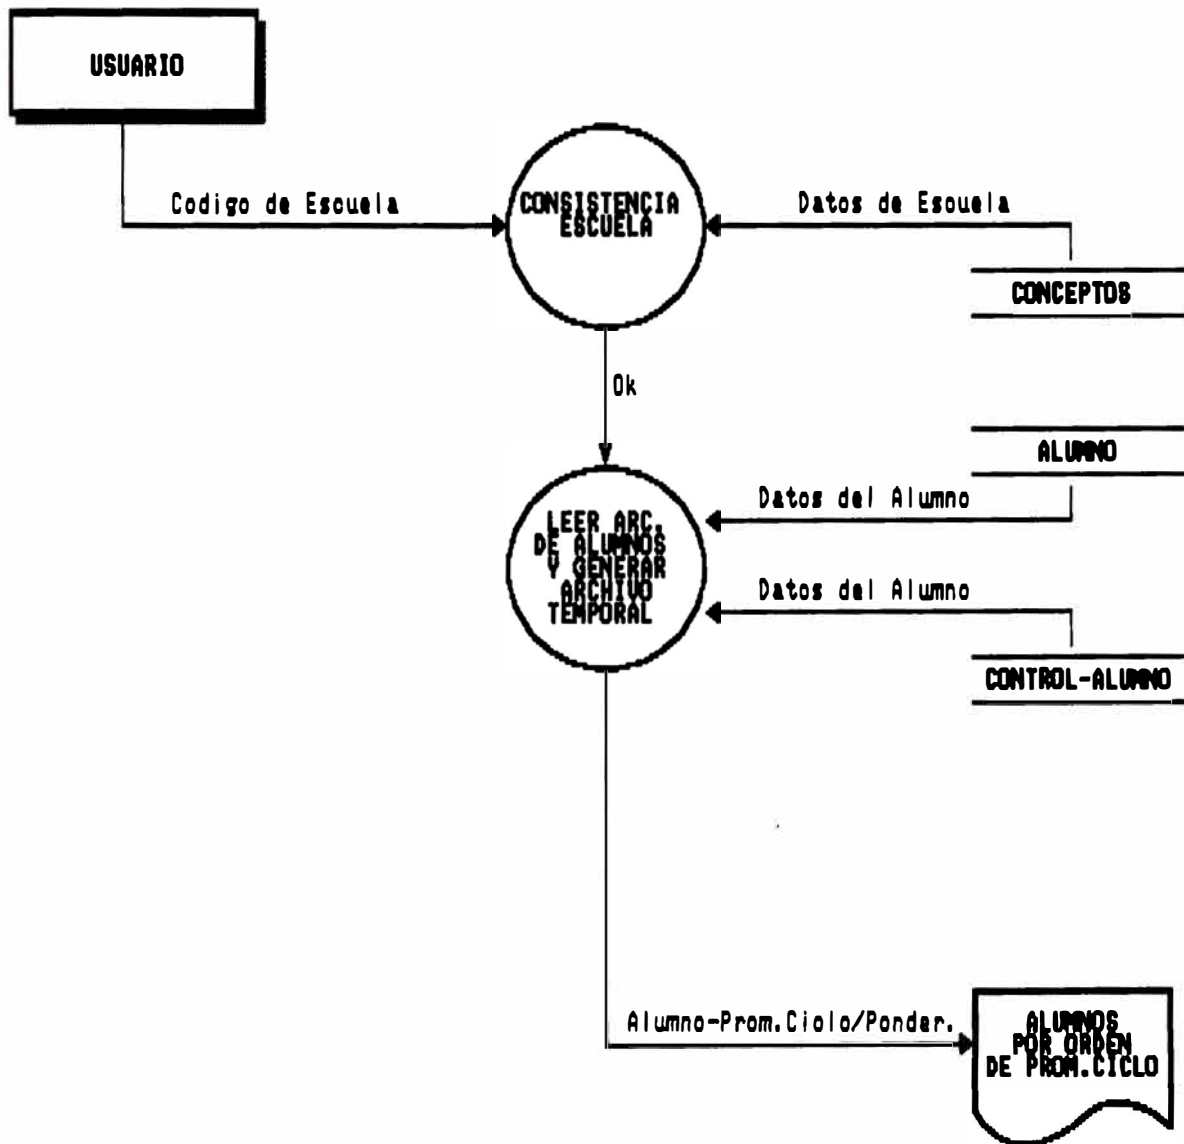 USUARIO
Codigo de Escuela
CONSISTENCIA
ESCUELA
Datos de Escuela
CONCEPTOS
Ok
ALUMNO
Datos del Alumno
LEER ARC.
DE ALUMNOS
Y GENERAR
ARCHIVO
TEMPORAL
Datos del Alumno
CONTROL-ALUMNO
Alumno-Prom.Ciclo/Ponder.
ALUMNOS
POR ORDEN
DE PROM.CICLO